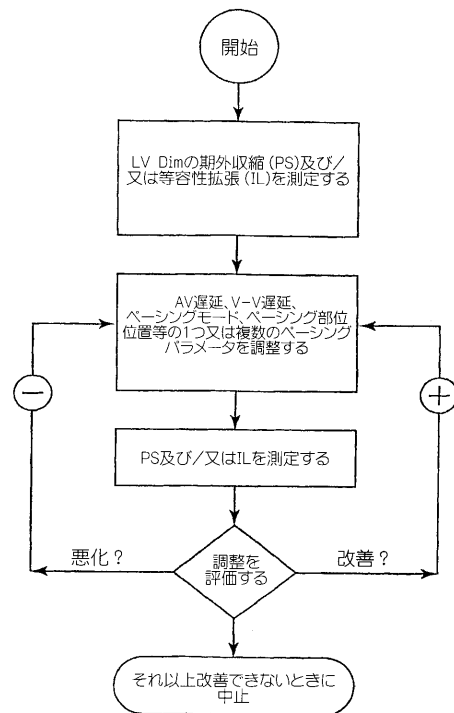 開始
LV Dimの期外収縮(PS)及び/
又は等容性拡張(IL)を測定する
AV遅延、V-V遅延、
ペーシングモード、ペーシング部位
位置等の1つ又は複数のペーシング
パラメータを調整する
−
+
PS及び/又はILを測定する
悪化?
調整を
評価する
改善?
それ以上改善できないときに
中止